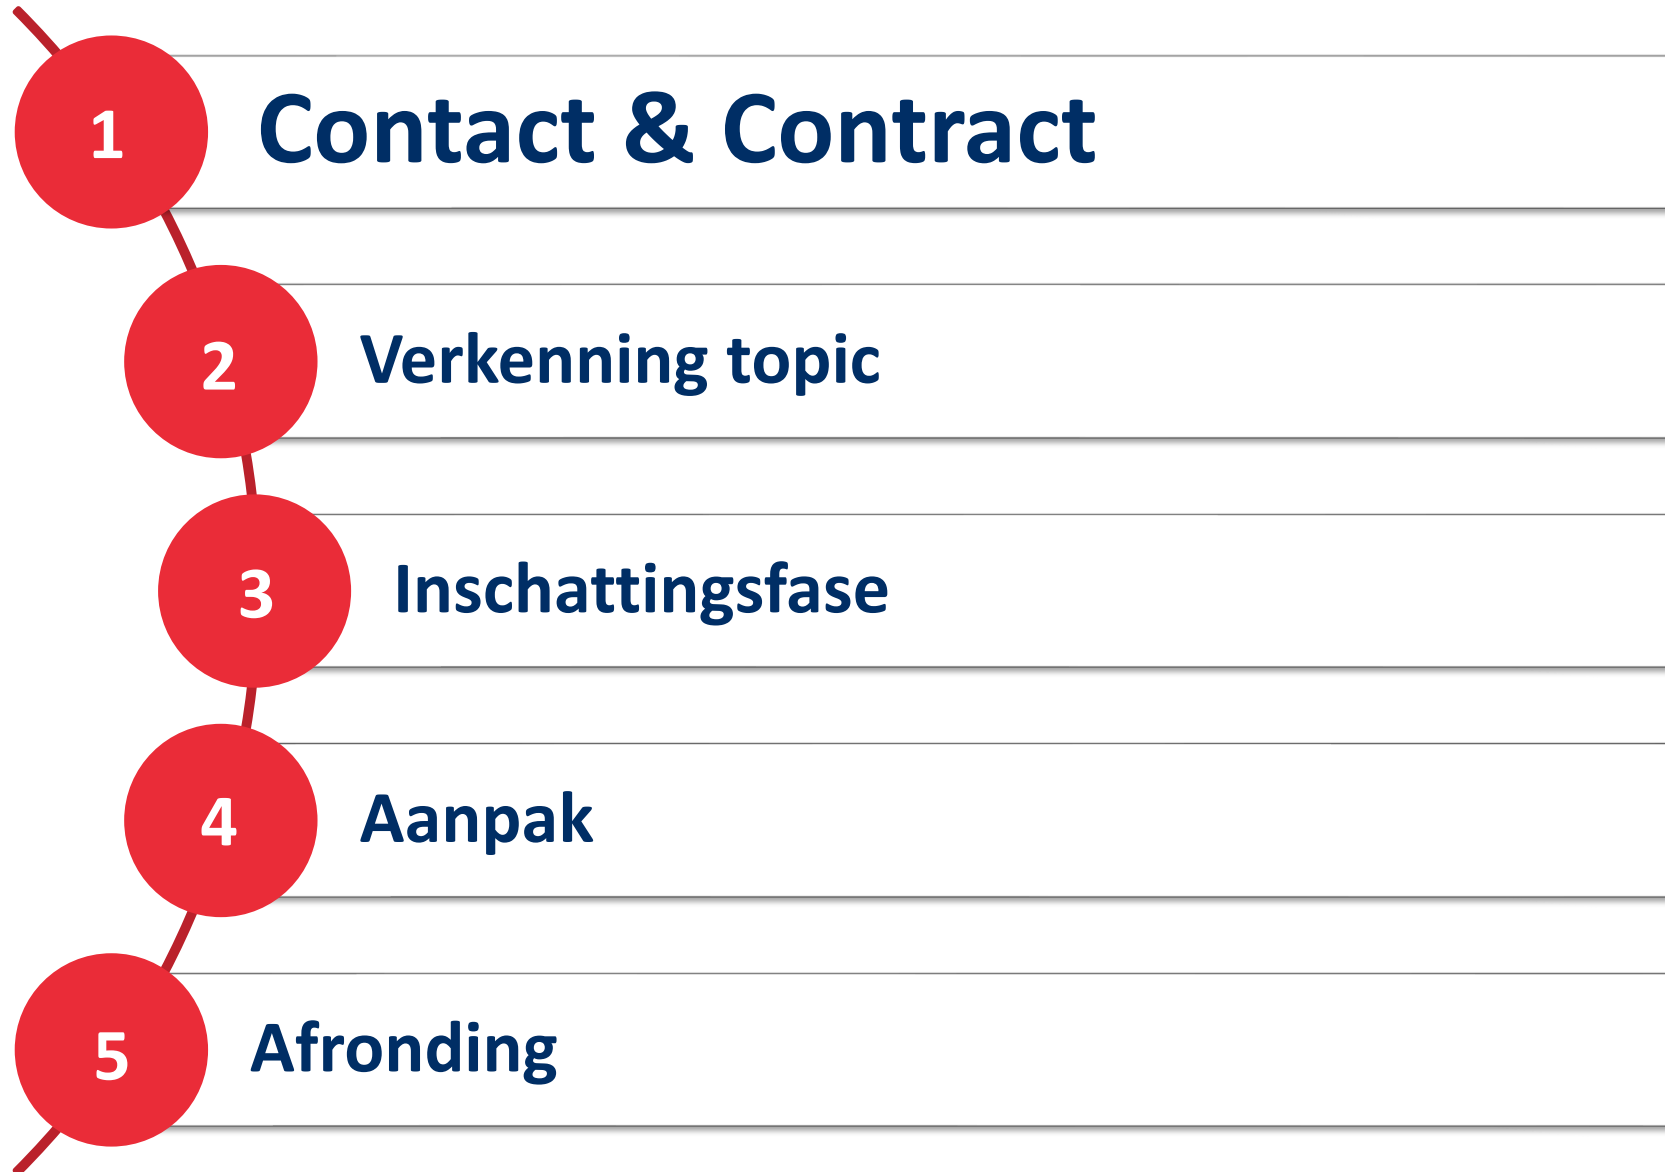 1 Contact & Contract
2 Verkenning topic
3 Inschattingsfase
4 Aanpak
5 Afronding